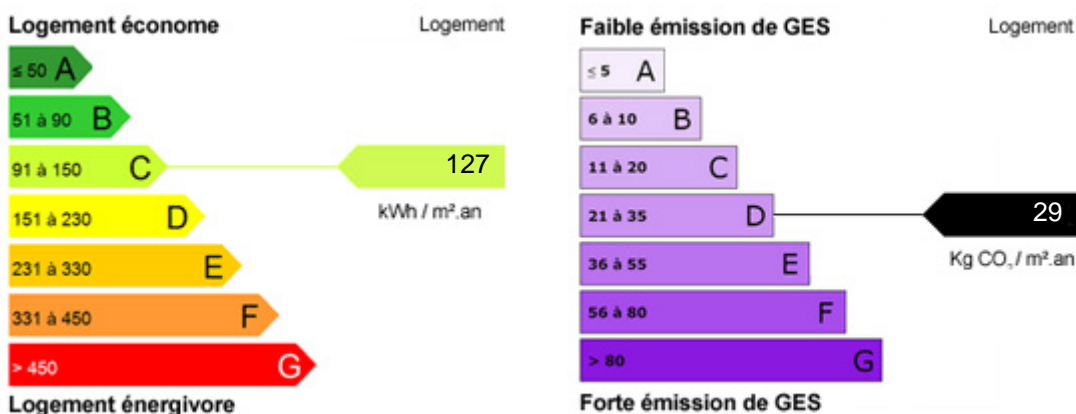 Logement économe Logement
≤ 50 A
51 à 90 B
91 à 150 C 127
kWh / m².an
151 à 230 D
231 à 330 E
331 à 450 F
> 450 G
Logement énergivore
Faible émission de GES Logement
≤ 5 A
6 à 10 B
11 à 20 C
21 à 35 D 29
Kg CO₂ / m².an
36 à 55 E
56 à 80 F
> 80 G
Forte émission de GES